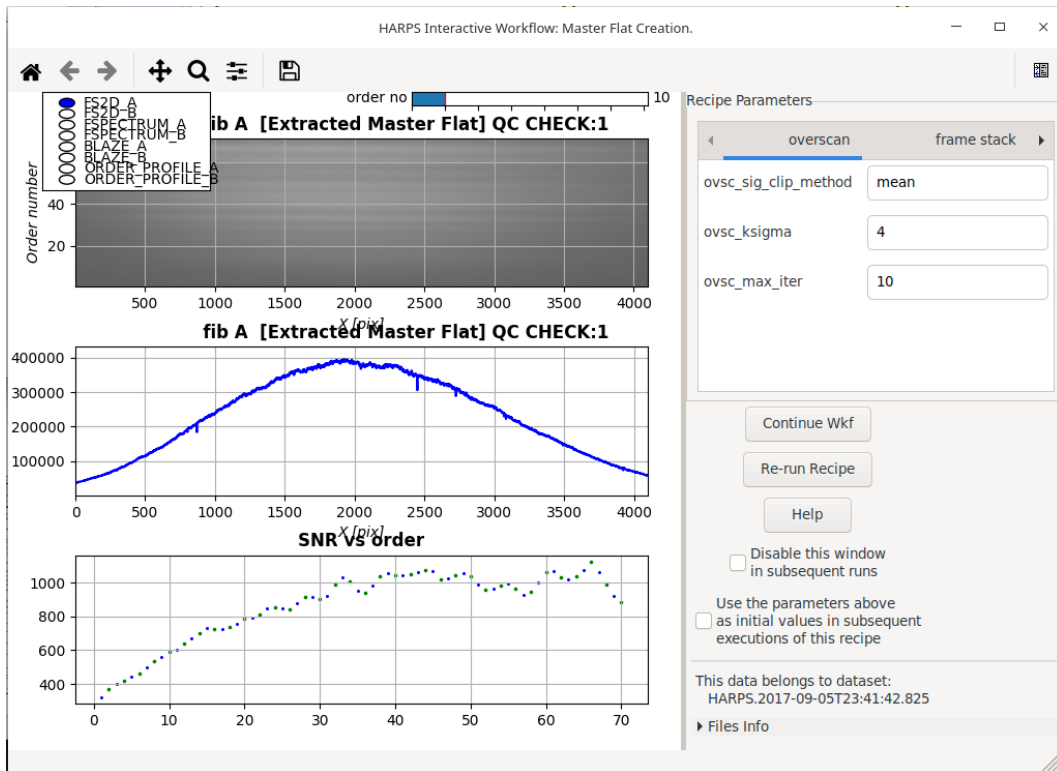 HARPS Interactive Workflow: Master Flat Creation.
order no 10
FS2D_A
FS2D_B
FSPECTRUM_A
FSPECTRUM_B
BLAZE_A
BLAZE_B
ORDER_PROFILE_A
ORDER_PROFILE_B
ib A [Extracted Master Flat] QC CHECK:1
Order number
40
20
500 1000 1500 2000 2500 3000 3500 4000
X [pix]
fib A [Extracted Master Flat] QC CHECK:1
400000
300000
200000
100000
0 500 1000 1500 2000 2500 3000 3500 4000
X [pix]
SNR vs order
1000
800
600
400
0 10 20 30 40 50 60 70
Recipe Parameters
overscan frame stack
ovsc_sig_clip_method mean
ovsc_ksigma 4
ovsc_max_iter 10
Continue Wkf
Re-run Recipe
Help
Disable this window
in subsequent runs
Use the parameters above
as initial values in subsequent
executions of this recipe
This data belongs to dataset:
HARPS.2017-09-05T23:41:42.825
Files Info